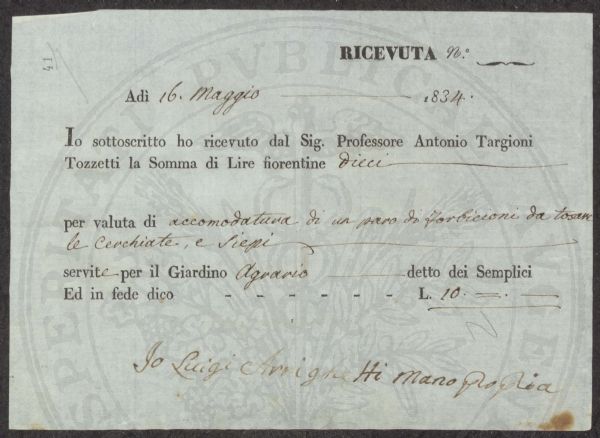 41
RICEVUTA N.°
Adi 16. Maggio 1834.
Io sottoscritto ho ricevuto dal Sig. Professore Antonio Targioni
Tozzetti la Somma di Lire fiorentine dieci
per valuta di accomodatura di un paro di forbicioni da tosare
le Cerchiate, e Siepi
servite per il Giardino Agrario detto dei Semplici
Ed in fede dico - - - - - - L. 10. =.. =
Io Luigi Arrighetti mano propria